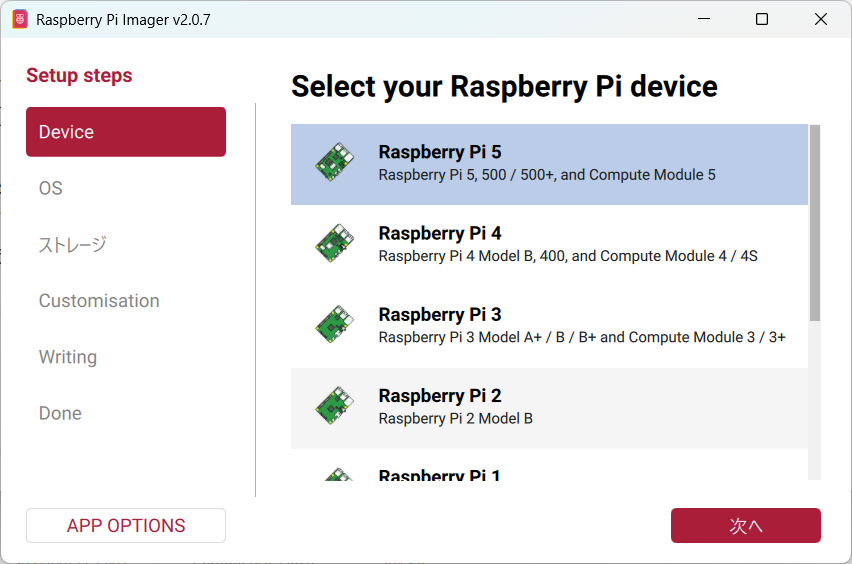 Raspberry Pi Imager v2.0.7
Setup steps
Device
OS
ストレージ
Customisation
Writing
Done
APP OPTIONS
Select your Raspberry Pi device
Raspberry Pi 5
Raspberry Pi 5, 500 / 500+, and Compute Module 5
Raspberry Pi 4
Raspberry Pi 4 Model B, 400, and Compute Module 4 / 4S
Raspberry Pi 3
Raspberry Pi 3 Model A+ / B / B+ and Compute Module 3 / 3+
Raspberry Pi 2
Raspberry Pi 2 Model B
Raspberry Pi 1
次へ